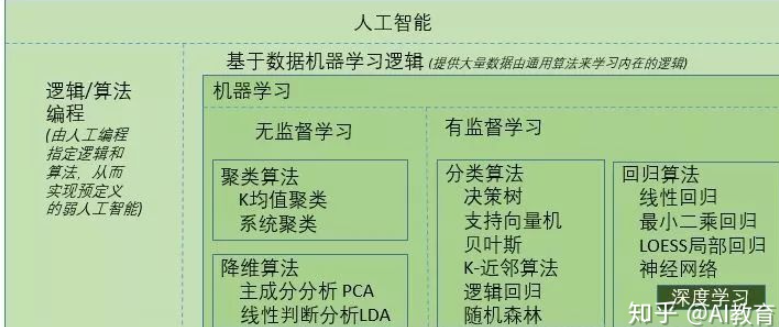 人工智能
基于数据机器学习逻辑 (提供大量数据由通用算法来学习内在的逻辑)
逻辑/算法
编程
(由人工编程
指定逻辑和
算法，从而
实现预定义
的弱人工智能)
机器学习
无监督学习
聚类算法
K均值聚类
系统聚类
降维算法
主成分分析 PCA
线性判断分析LDA
有监督学习
分类算法
决策树
支持向量机
贝叶斯
K-近邻算法
逻辑回归
随机森林
回归算法
线性回归
最小二乘回归
LOESS局部回归
神经网络
深度学习
知乎 @AI教育